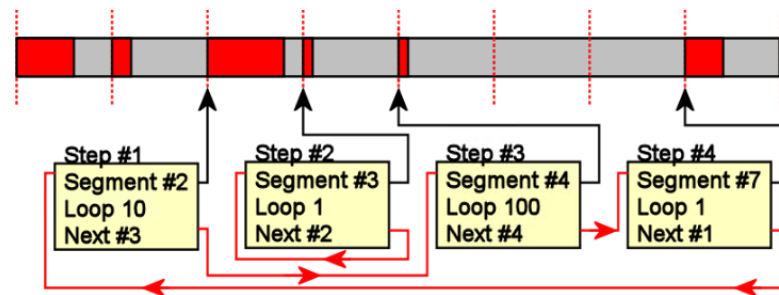 Step #1
Segment #2
Loop 10
Next #3
Step #2
Segment #3
Loop 1
Next #2
Step #3
Segment #4
Loop 100
Next #4
Step #4
Segment #7
Loop 1
Next #1